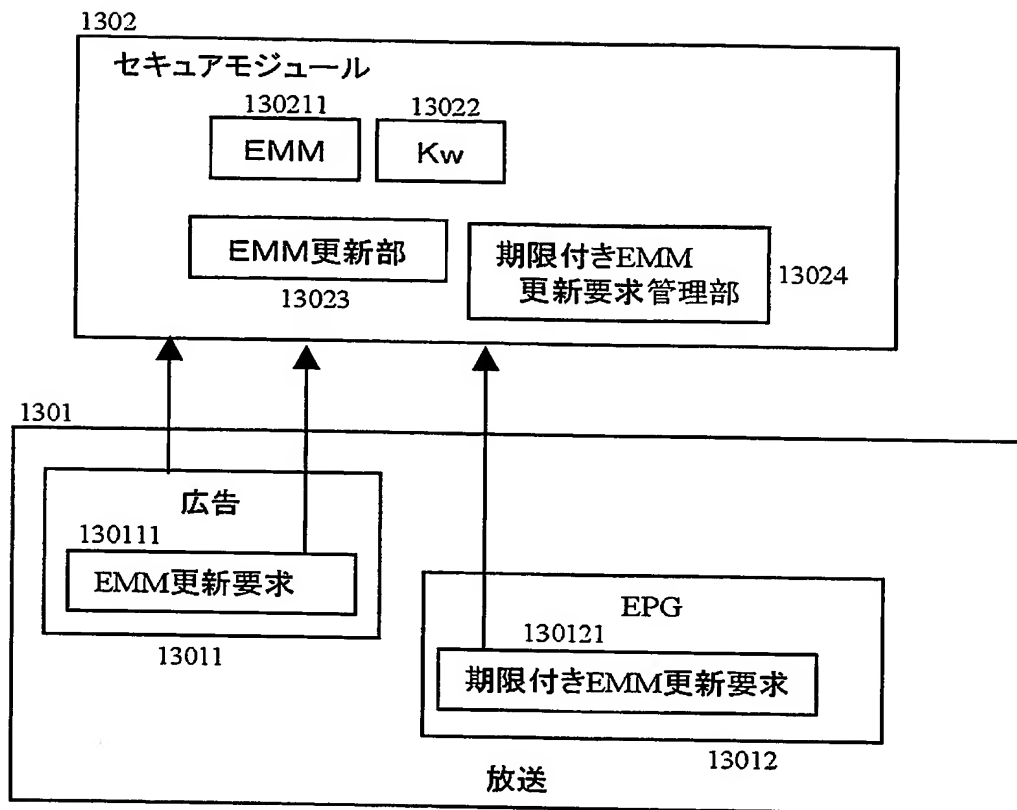 1302
セキュアモジュール
130211
13022
EMM
Kw
EMM更新部
13023
期限付きEMM
更新要求管理部
13024
1301
広告
130111
EMM更新要求
13011
EPG
130121
期限付きEMM更新要求
13012
放送